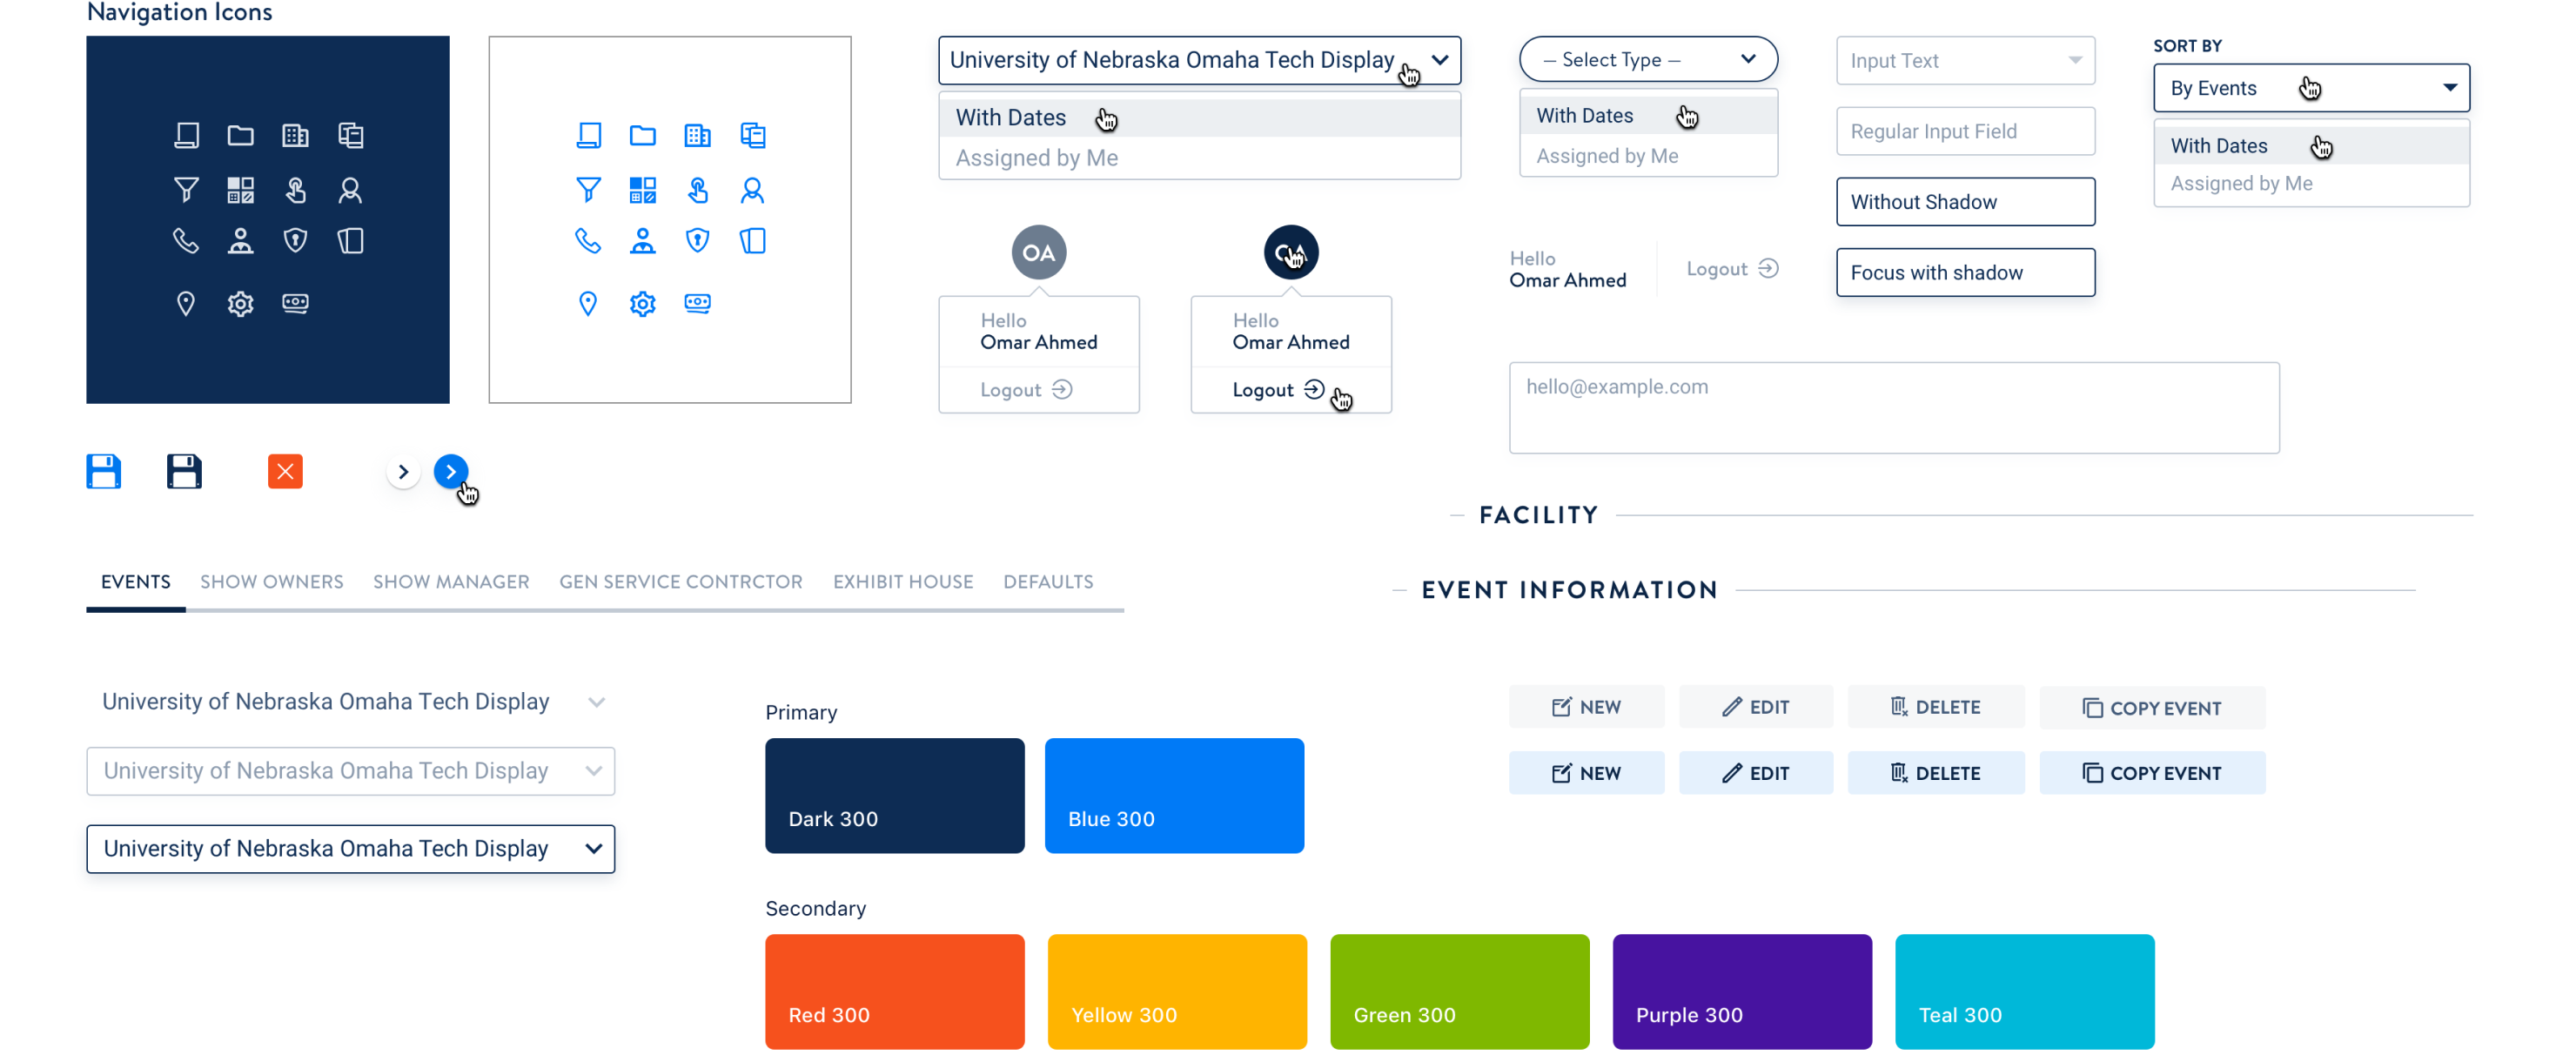 Navigation Icons
University of Nebraska Omaha Tech Display
With Dates
Assigned by Me
– Select Type –
With Dates
Assigned by Me
Input Text
Regular Input Field
Without Shadow
Focus with shadow
SORT BY
By Events
With Dates
Assigned by Me
OA
Hello
Omar Ahmed
Logout
Hello
Omar Ahmed
Logout
Hello
Omar Ahmed
Logout
hello@example.com
FACILITY
EVENTS SHOW OWNERS SHOW MANAGER GEN SERVICE CONTRCTOR EXHIBIT HOUSE DEFAULTS
EVENT INFORMATION
University of Nebraska Omaha Tech Display
University of Nebraska Omaha Tech Display
University of Nebraska Omaha Tech Display
Primary
Dark 300
Blue 300
NEW EDIT DELETE COPY EVENT
NEW EDIT DELETE COPY EVENT
Secondary
Red 300
Yellow 300
Green 300
Purple 300
Teal 300